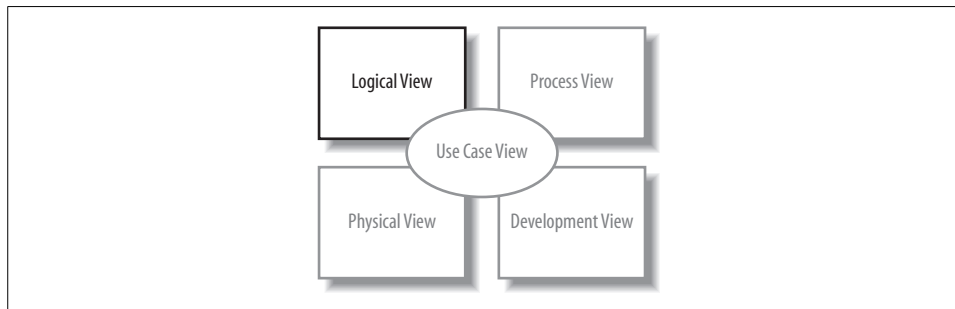 Logical View
Process View
Use Case View
Physical View
Development View